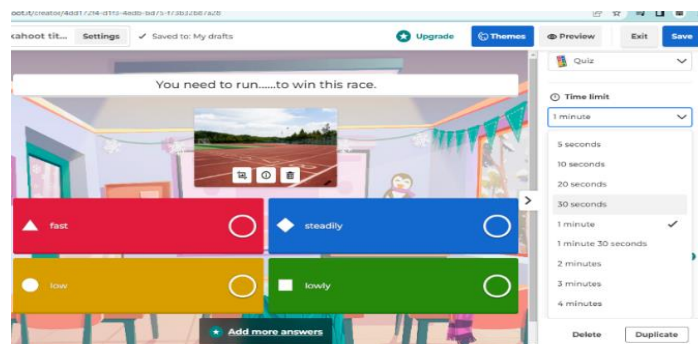 kahoot tit... Settings ✓ Saved to: My drafts Upgrade Themes Preview Exit Save
Quiz
You need to run......to win this race.
Time limit
1 minute
5 seconds
10 seconds
20 seconds
30 seconds
1 minute
1 minute 30 seconds
2 minutes
3 minutes
4 minutes
fast
steadily
low
lowly
Add more answers
Delete Duplicate